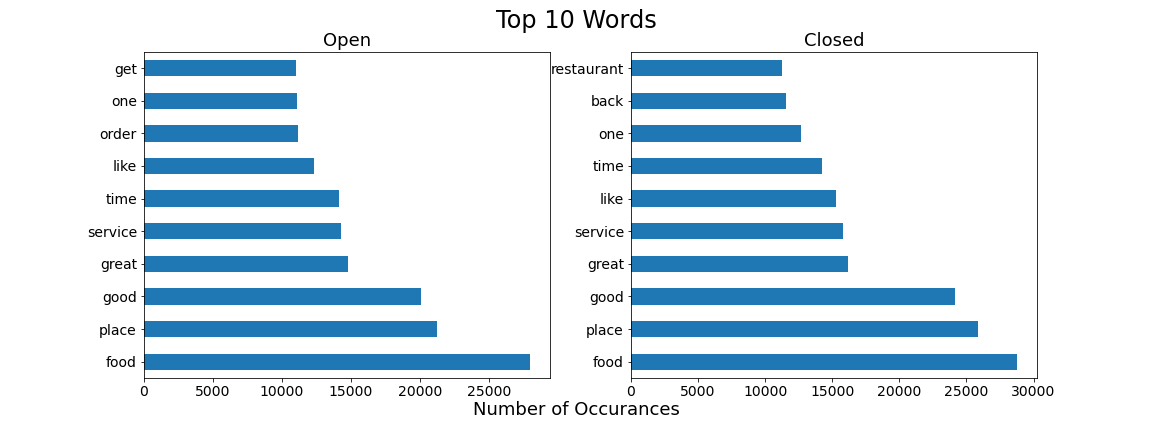 Top 10 Words
Open
get
one
order
like
time
service
great
good
place
food
0 5000 10000 15000 20000 25000
Closed
restaurant
back
one
time
like
service
great
good
place
food
0 5000 10000 15000 20000 25000 30000
Number of Occurances